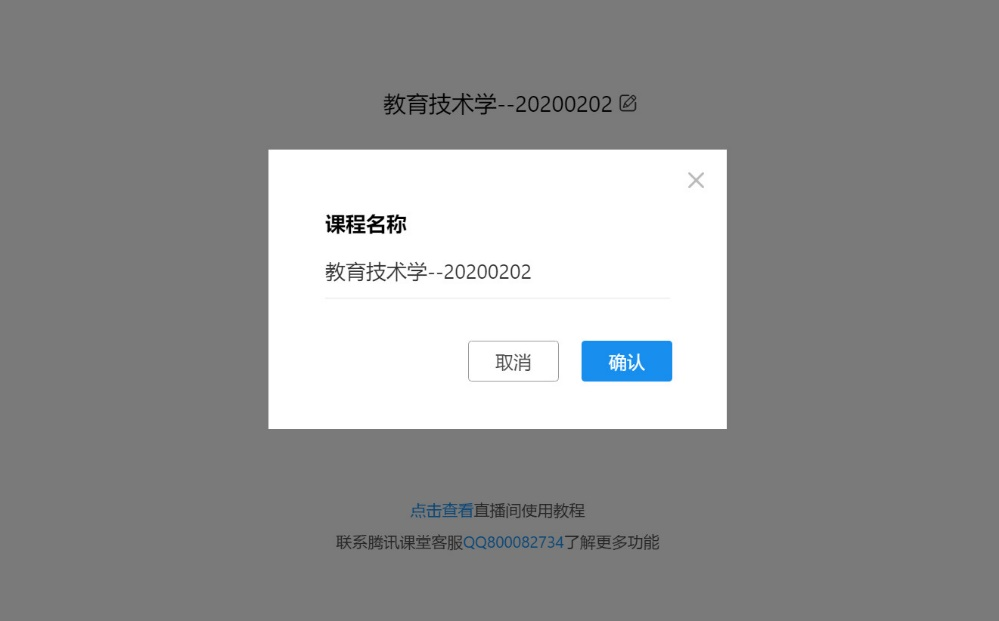 教育技术学--20200202
课程名称
教育技术学--20200202
取消
确认
点击查看直播间使用教程
联系腾讯课堂客服QQ800082734了解更多功能